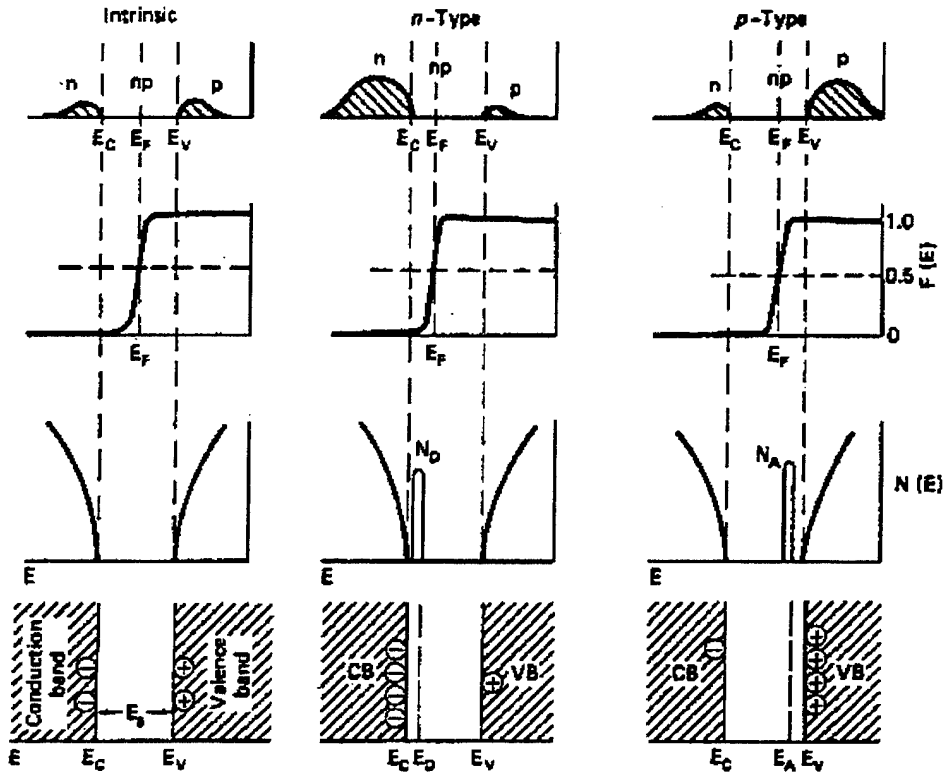 Intrinsic n-Type p-Type
n np p n np p n np p
E_C E_F E_V E_C E_F E_V E_C E_F E_V
1.0
0.5
0
F (E)
E_F E_F E_F
N_D N_A
N (E)
E E E
Conduction band
Valence band
CB VB CB VB
E_g
E E_C E_V E_C E_D E_V E_C E_A E_V